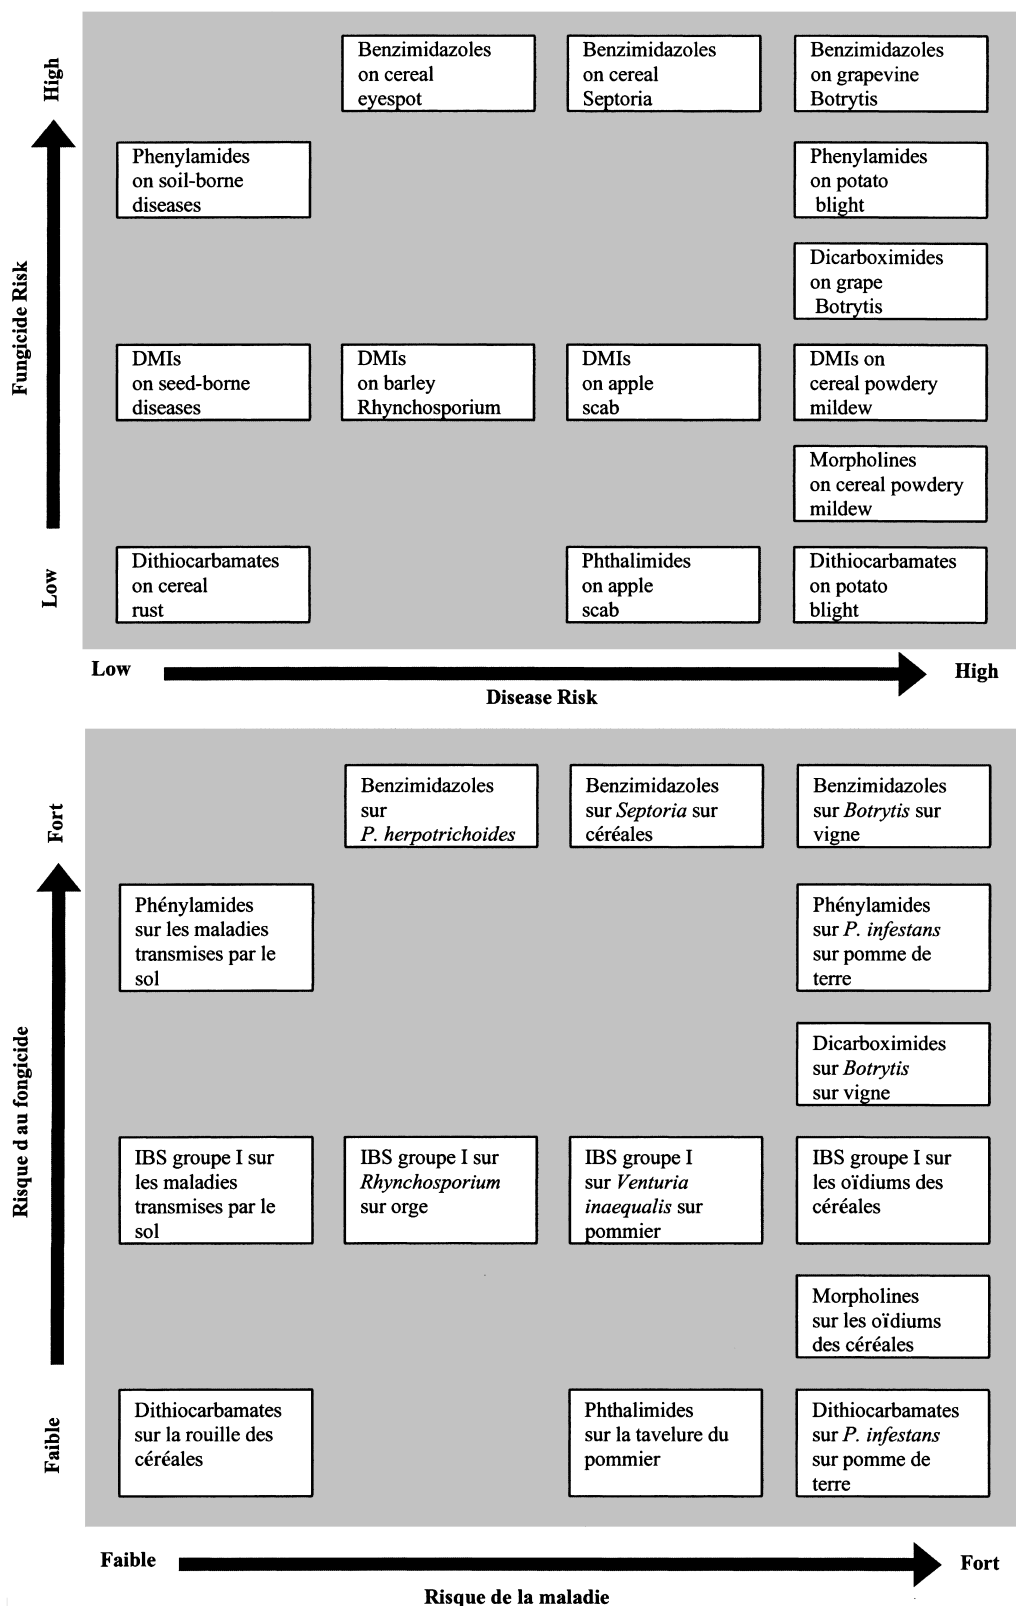 High
Benzimidazoles
on cereal
eyespot
Benzimidazoles
on cereal
Septoria
Benzimidazoles
on grapevine
Botrytis
Phenylamides
on soil-borne
diseases
Phenylamides
on potato
blight
Fungicide Risk
Dicarboximides
on grape
Botrytis
DMIs
on seed-borne
diseases
DMIs
on barley
Rhynchosporium
DMIs
on apple
scab
DMIs on
cereal powdery
mildew
Morpholines
on cereal powdery
mildew
Low
Dithiocarbamates
on cereal
rust
Phthalimides
on apple
scab
Dithiocarbamates
on potato
blight
Low
High
Disease Risk
Fort
Benzimidazoles
sur
P. herpotrichoides
Benzimidazoles
sur Septoria sur
céréales
Benzimidazoles
sur Botrytis sur
vigne
Phénylamides
sur les maladies
transmises par le
sol
Phénylamides
sur P. infestans
sur pomme de
terre
Risque d au fongicide
Dicarboximides
sur Botrytis
sur vigne
IBS groupe I sur
les maladies
transmises par le
sol
IBS groupe I sur
Rhynchosporium
sur orge
IBS groupe I
sur Venturia
inaequalis sur
pommier
IBS groupe I sur
les oïdiums des
céréales
Morpholines
sur les oïdiums
des céréales
Faible
Dithiocarbamates
sur la rouille des
céréales
Phthalimides
sur la tavelure du
pommier
Dithiocarbamates
sur P. infestans
sur pomme de
terre
Faible
Fort
Risque de la maladie